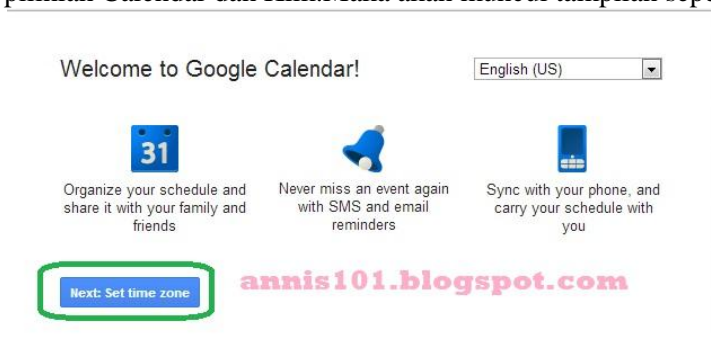 Welcome to Google Calendar!
English (US)
31
Organize your schedule and
share it with your family and
friends
Never miss an event again
with SMS and email
reminders
Sync with your phone, and
carry your schedule with
you
Next: Set time zone
annis101.blogspot.com